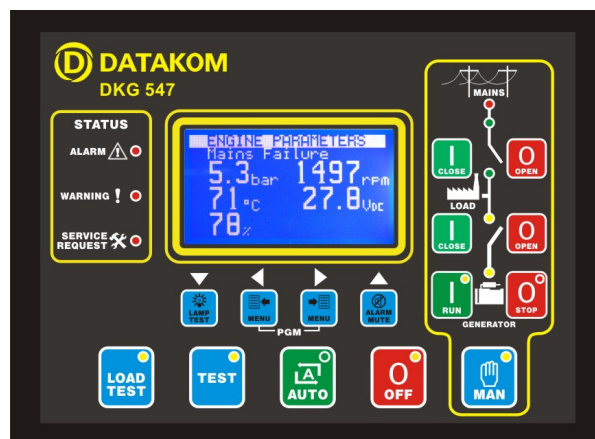 DATAKOM
DKG 547
STATUS
ALARM
WARNING !
SERVICE
REQUEST
ENGINE PARAMETERS
Mains Failure
5.3bar 1497rpm
71°C 27.8VDC
78%
LAMP
TEST
MENU
MENU
ALARM
MUTE
PGM
LOAD
TEST
TEST
A
AUTO
O
OFF
MAINS
I
CLOSE
O
OPEN
LOAD
I
CLOSE
O
OPEN
I
RUN
O
STOP
GENERATOR
MAN